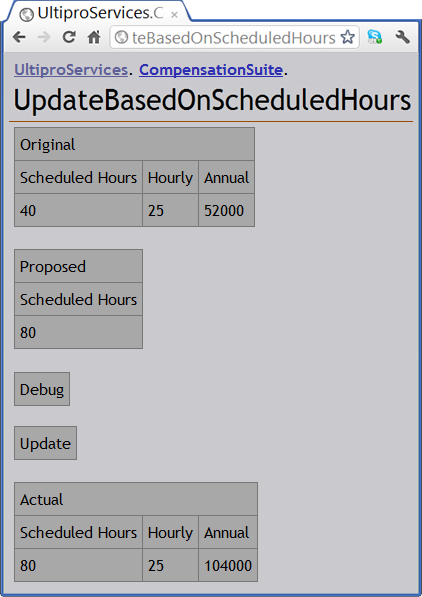 UltiproServices.C ×
teBasedOnScheduledHours
UltiproServices. CompensationSuite.
UpdateBasedOnScheduledHours
Original
Scheduled Hours Hourly Annual
40 25 52000
Proposed
Scheduled Hours
80
Debug
Update
Actual
Scheduled Hours Hourly Annual
80 25 104000